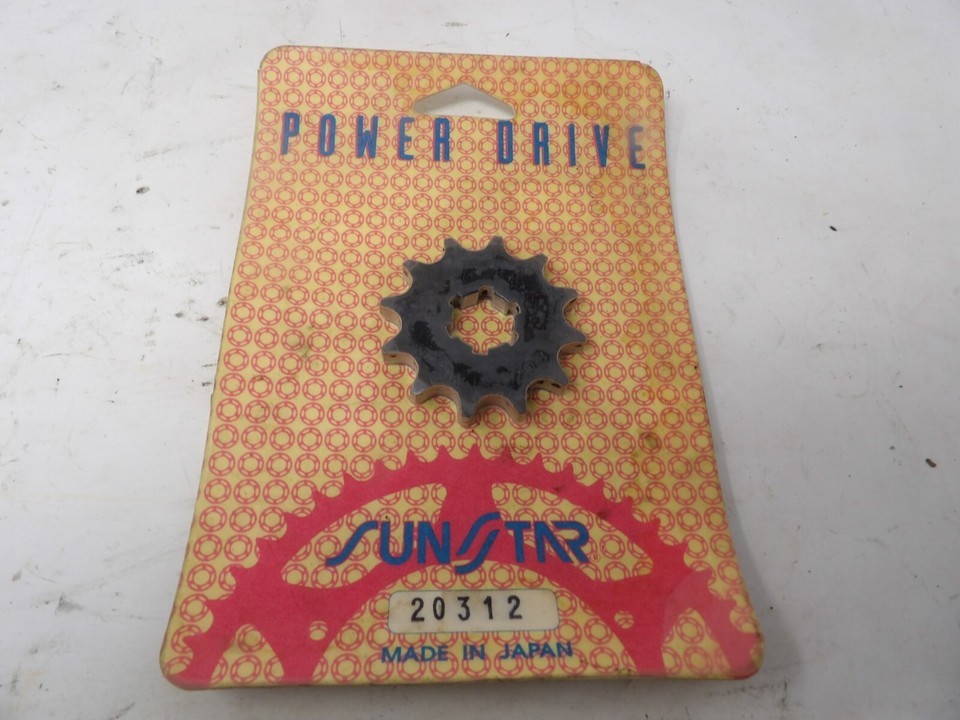 POWER DRIVE
SUNSTAR
20312
MADE IN JAPAN